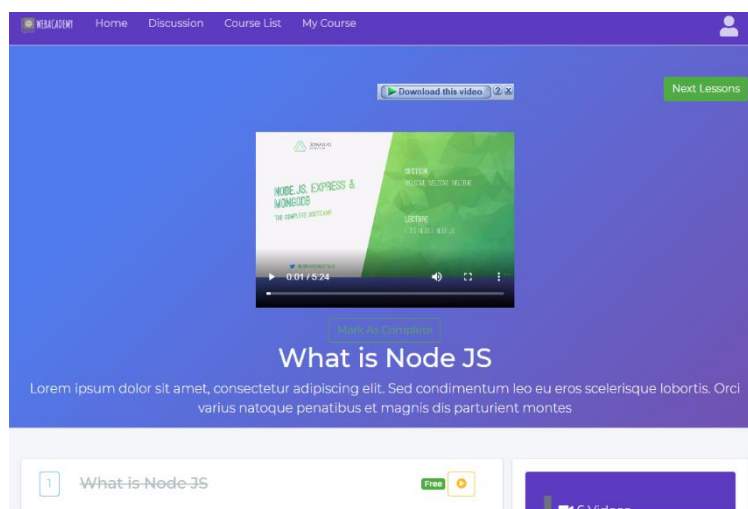 WEBACADEMY Home Discussion Course List My Course
Download this video ? X
Next Lessons
NODE.JS, EXPRESS &
MONGODB
THE COMPLETE BOOTCAMP
SECTION
WELCOME, WELCOME, WELCOME
LECTURE
0:01 / 5:24
Mark As Complete
What is Node JS
Lorem ipsum dolor sit amet, consectetur adipiscing elit. Sed condimentum leo eu eros scelerisque lobortis. Orci
varius natoque penatibus et magnis dis parturient montes
1 What is Node JS Free
Videos